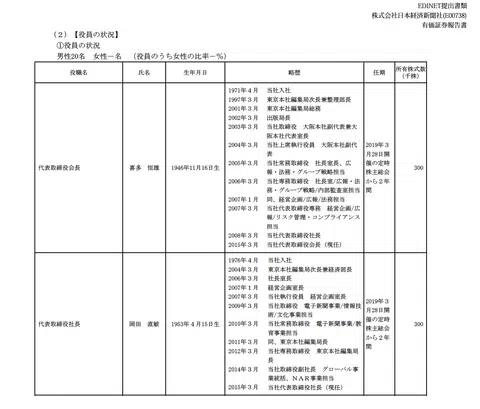 EDINET提出書類
株式会社日本経済新聞社(E00738)
有価証券報告書
(２)【役員の状況】
①役員の状況
男性20名　女性－名　(役員のうち女性の比率－％)
役職名　氏名　生年月日　略歴　任期　所有株式数(千株)
1971年４月　当社入社
1997年３月　東京本社編集局次長兼整理部長
2001年３月　東京本社編集局総務
2002年３月　出版局長
2003年３月　当社取締役　大阪本社副代表兼大
阪本社代表室長
2004年３月　当社上席執行役員　大阪本社副代
表
2005年３月　当社常務取締役　社長室長、広
報・法務・グループ戦略担当
2006年３月　当社専務取締役　社長室/広報・法
務・グループ戦略/内部監査室担当
2007年１月　同、経営企画/広報/法務担当
2007年３月　当社代表取締役専務　経営企画/広
報/リスク管理・コンプライアンス
担当
2008年３月　当社代表取締役社長
2015年３月　当社代表取締役会長（現任）
代表取締役会長　喜多　恒雄　1946年11月16日生
2019年３
月28日開
催の定時
株主総会
から２年
間
300
1976年４月　当社入社
2004年３月　東京本社編集局次長兼経済部長
2006年３月　社長室長
2007年１月　経営企画室長
2007年３月　当社執行役員　経営企画室長
2009年３月　当社取締役　電子新聞事業/情報技
術/文化事業担当
2010年３月　当社常務取締役　電子新聞事業/教
育事業担当
2011年３月　同、東京本社編集局長
2012年３月　当社専務取締役　東京本社編集局
長
2014年３月　当社取締役副社長　グローバル事
業統括、ＮＡＲ事業担当
2015年３月　当社代表取締役社長（現任）
代表取締役社長　岡田　直敏　1953年４月15日生
2019年３
月28日開
催の定時
株主総会
から２年
間
300